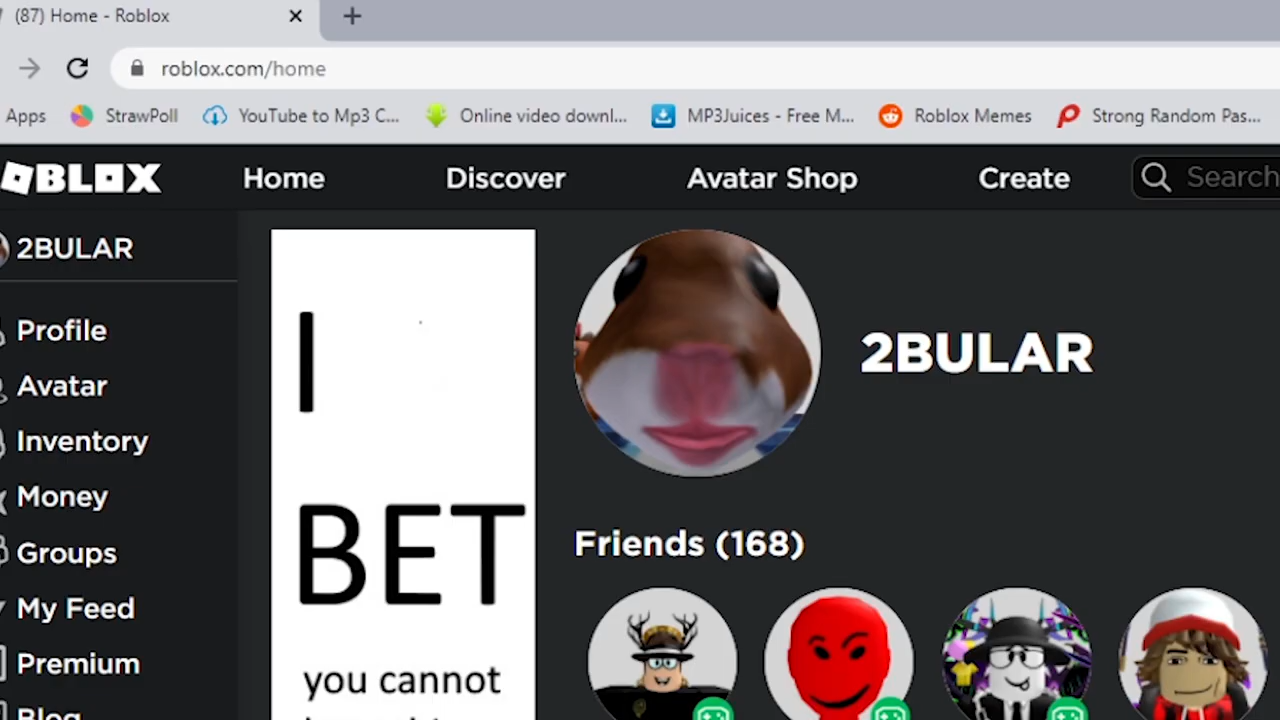 (87) Home - Roblox
roblox.com/home
Apps StrawPoll YouTube to Mp3 C... Online video downl... MP3Juices - Free M... Roblox Memes Strong Random Pas...
ROBLOX Home Discover Avatar Shop Create Search
2BULAR
Profile
Avatar
Inventory
Money
Groups
My Feed
Premium
Blog
I
BET
you cannot
2BULAR
Friends (168)